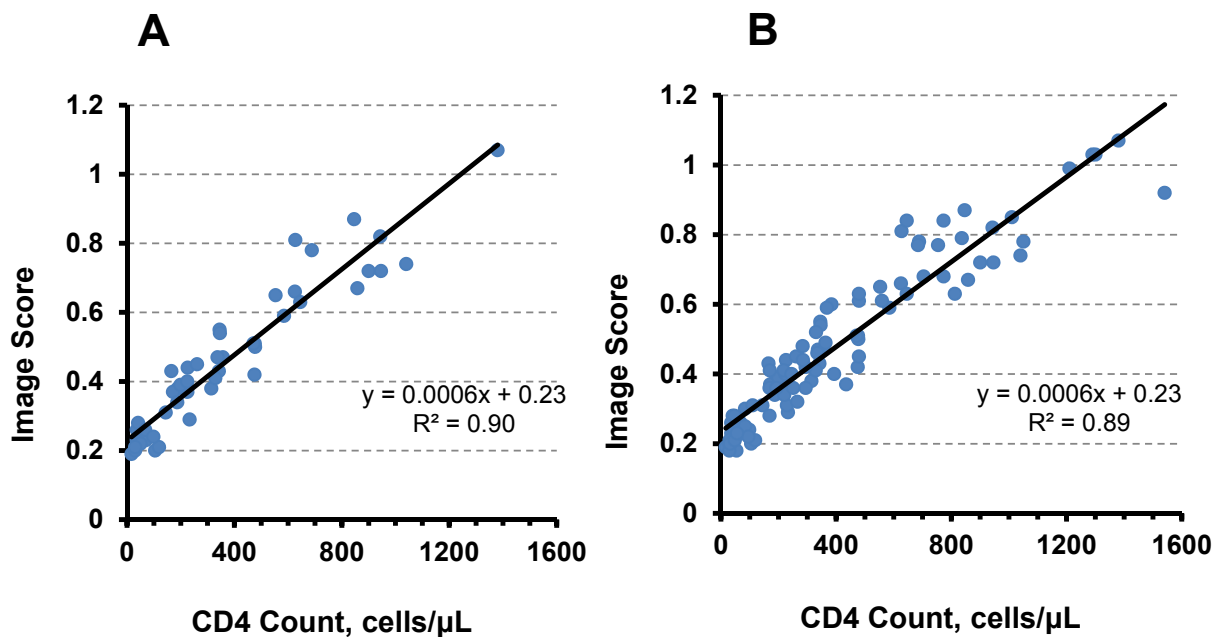 A
1.2
1
0.8
0.6
0.4
0.2
0
Image Score
y = 0.0006x + 0.23
R² = 0.90
0 400 800 1200 1600
CD4 Count, cells/µL
B
1.2
1
0.8
0.6
0.4
0.2
0
Image Score
y = 0.0006x + 0.23
R² = 0.89
0 400 800 1200 1600
CD4 Count, cells/µL